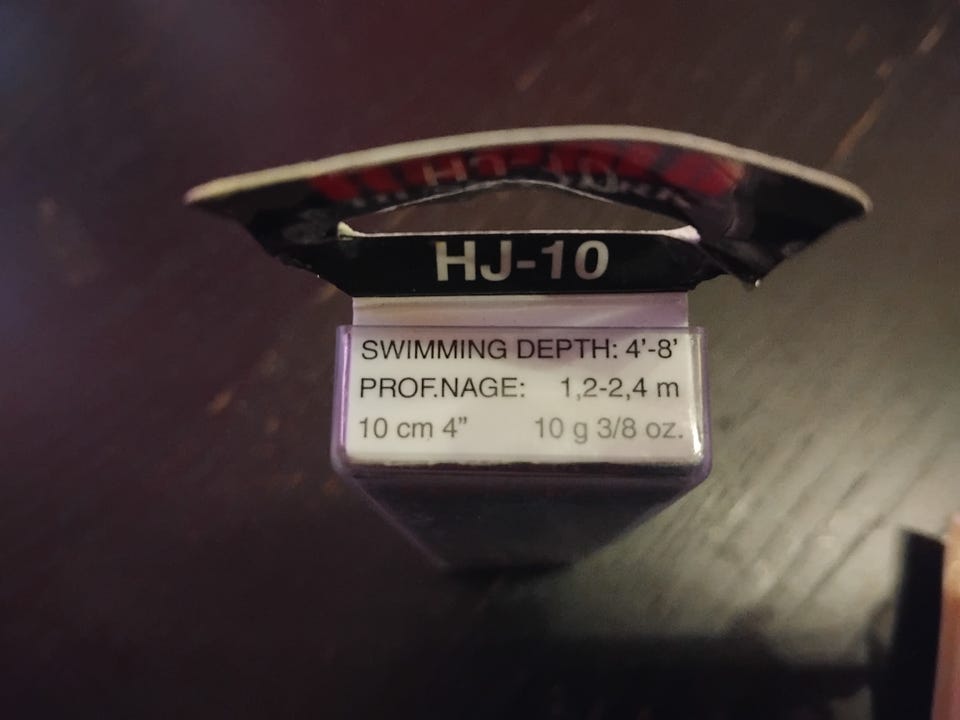 HJ-10
SWIMMING DEPTH: 4'-8'
PROF.NAGE: 1,2-2,4 m
10 cm 4" 10 g 3/8 oz.